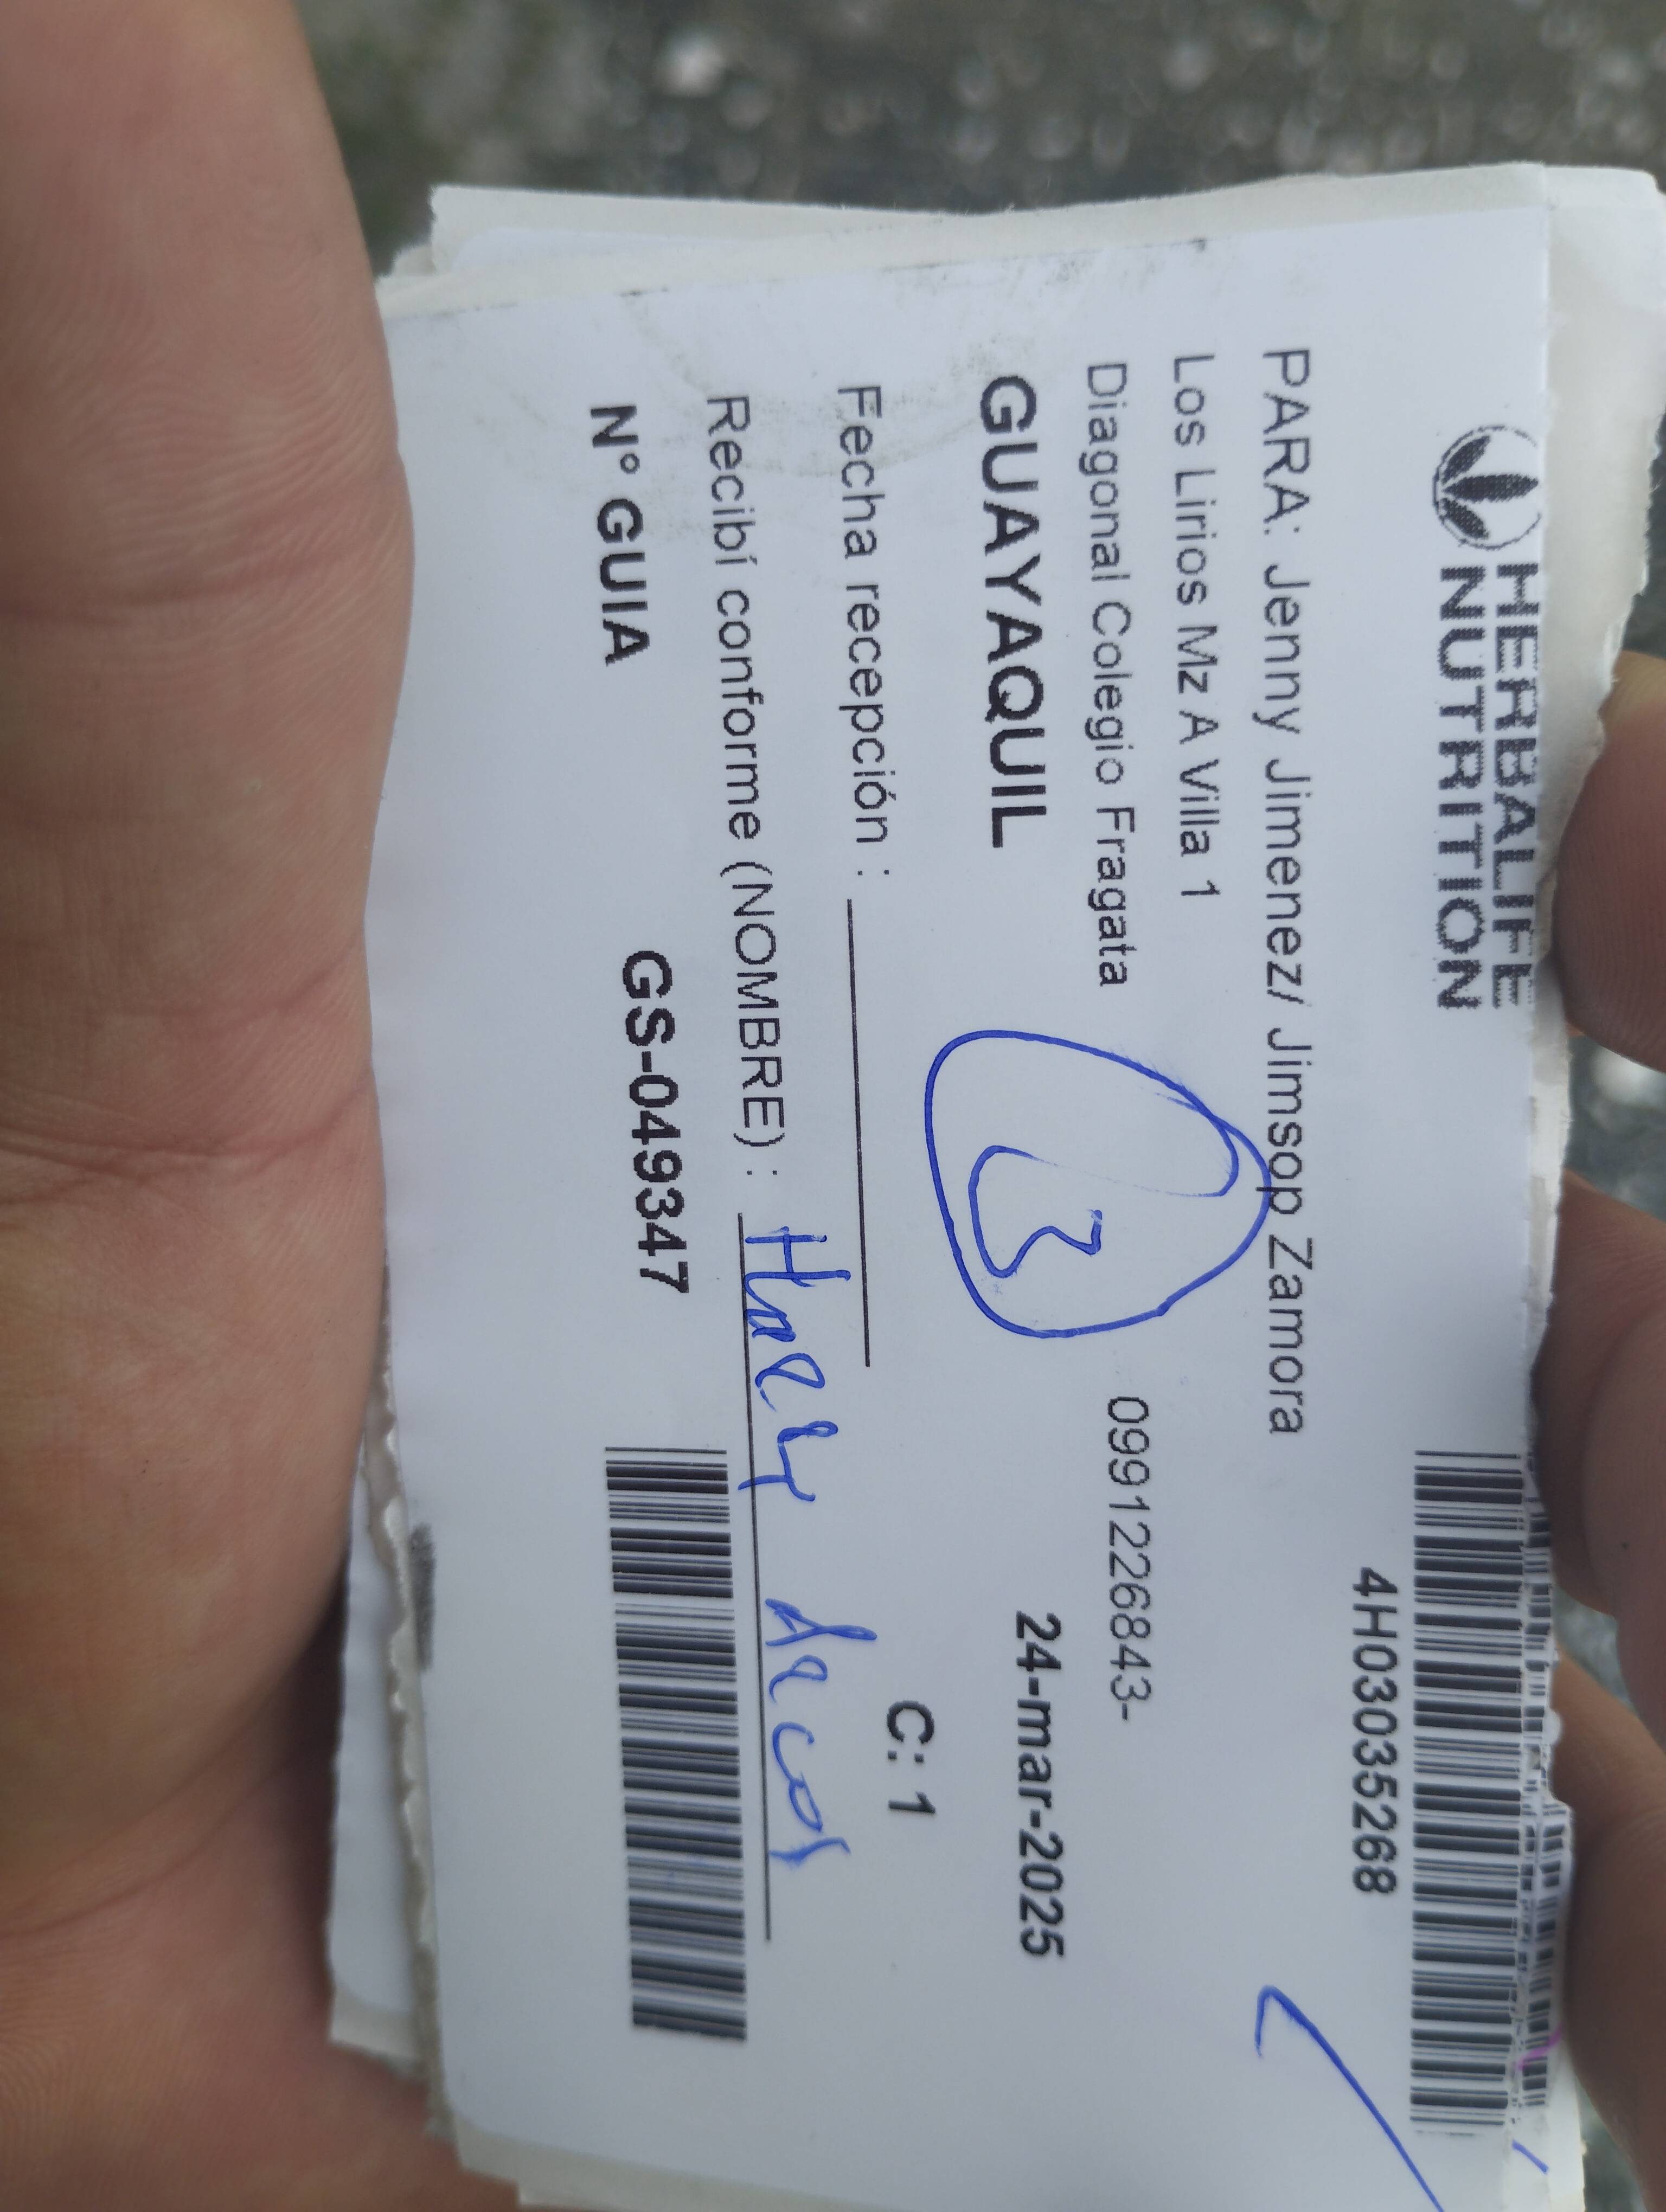 HERBALIFE
NUTRITION
4H03035268
PARA: Jenny Jimenez/ Jimsop Zamora
Los Lirios Mz A Villa 1
Diagonal Colegio Fragata
0991226843-
GUAYAQUIL
24-mar-2025
3
C: 1
Fecha recepción :
Recibí conforme (NOMBRE) :
N° GUIA
GS-049347